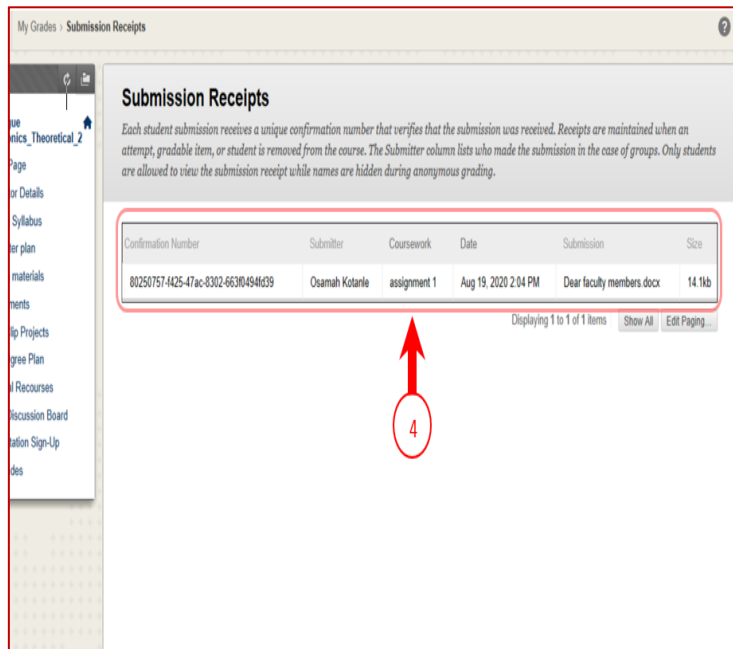 My Grades > Submission Receipts
Submission Receipts
Each student submission receives a unique confirmation number that verifies that the submission was received. Receipts are maintained when an
attempt, gradable item, or student is removed from the course. The Submitter column lists who made the submission in the case of groups. Only students
are allowed to view the submission receipt while names are hidden during anonymous grading.
gue
onics_Theoretical_2
Page
or Details
Syllabus
ter plan
materials
ments
lip Projects
gree Plan
al Recourses
Discussion Board
tation Sign-Up
des
Confirmation Number Submitter Coursework Date Submission Size
80250757-f425-47ac-8302-663f0494fd39 Osamah Kotanle assignment 1 Aug 19, 2020 2:04 PM Dear faculty members.docx 14.1kb
Displaying 1 to 1 of 1 items Show All Edit Paging...
4